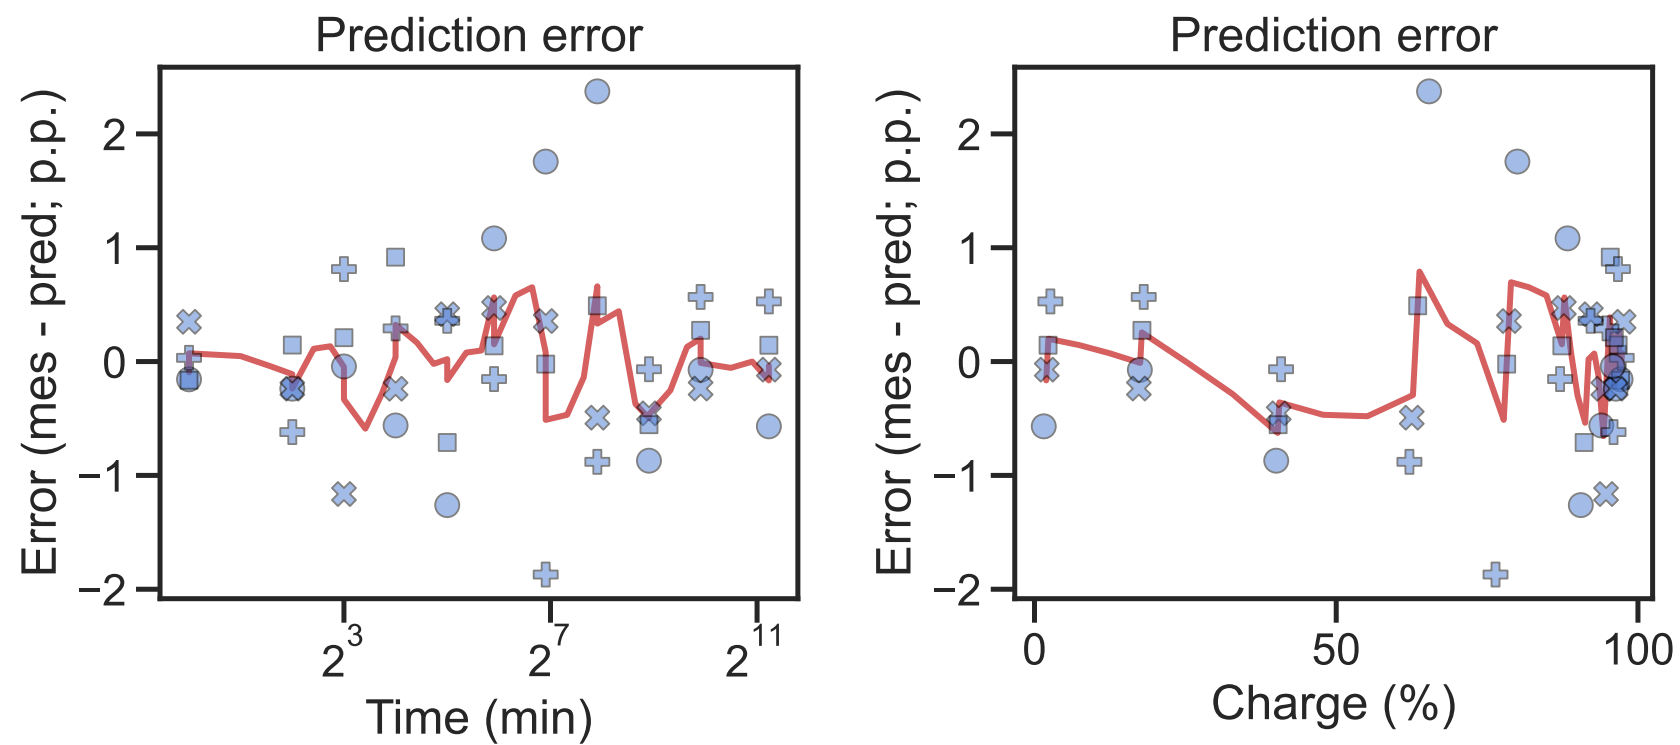 Prediction error
Error (mes - pred; p.p.)
2
1
0
−1
−2
2^3
2^7
2^11
Time (min)
Prediction error
Error (mes - pred; p.p.)
2
1
0
−1
−2
0
50
100
Charge (%)